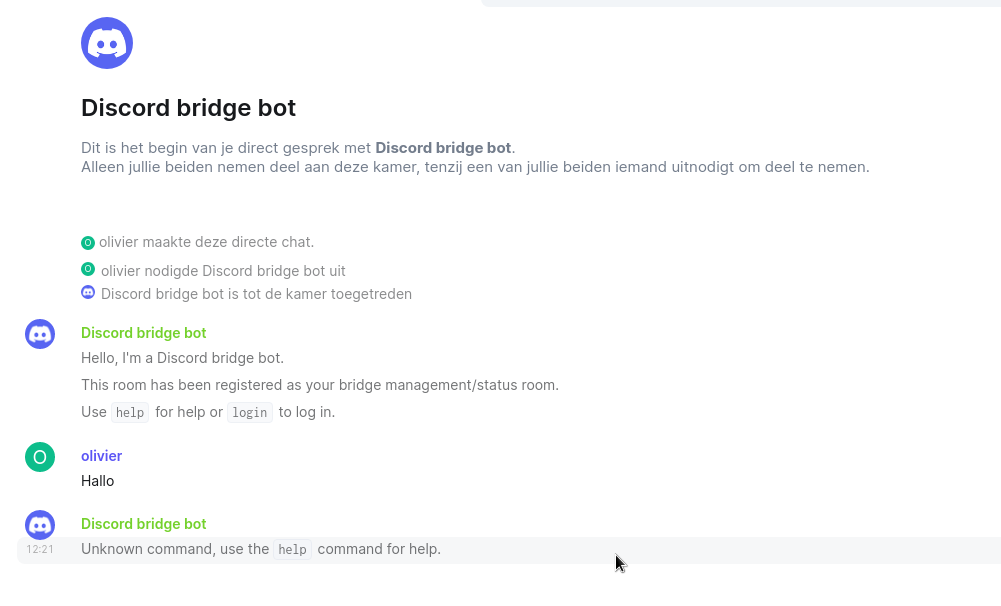 Discord bridge bot
Dit is het begin van je direct gesprek met Discord bridge bot.
Alleen jullie beiden nemen deel aan deze kamer, tenzij een van jullie beiden iemand uitnodigt om deel te nemen.
O olivier maakte deze directe chat.
O olivier nodigde Discord bridge bot uit
Discord bridge bot is tot de kamer toegetreden
Discord bridge bot
Hello, I'm a Discord bridge bot.
This room has been registered as your bridge management/status room.
Use help for help or login to log in.
O olivier
Hallo
Discord bridge bot
12:21 Unknown command, use the help command for help.